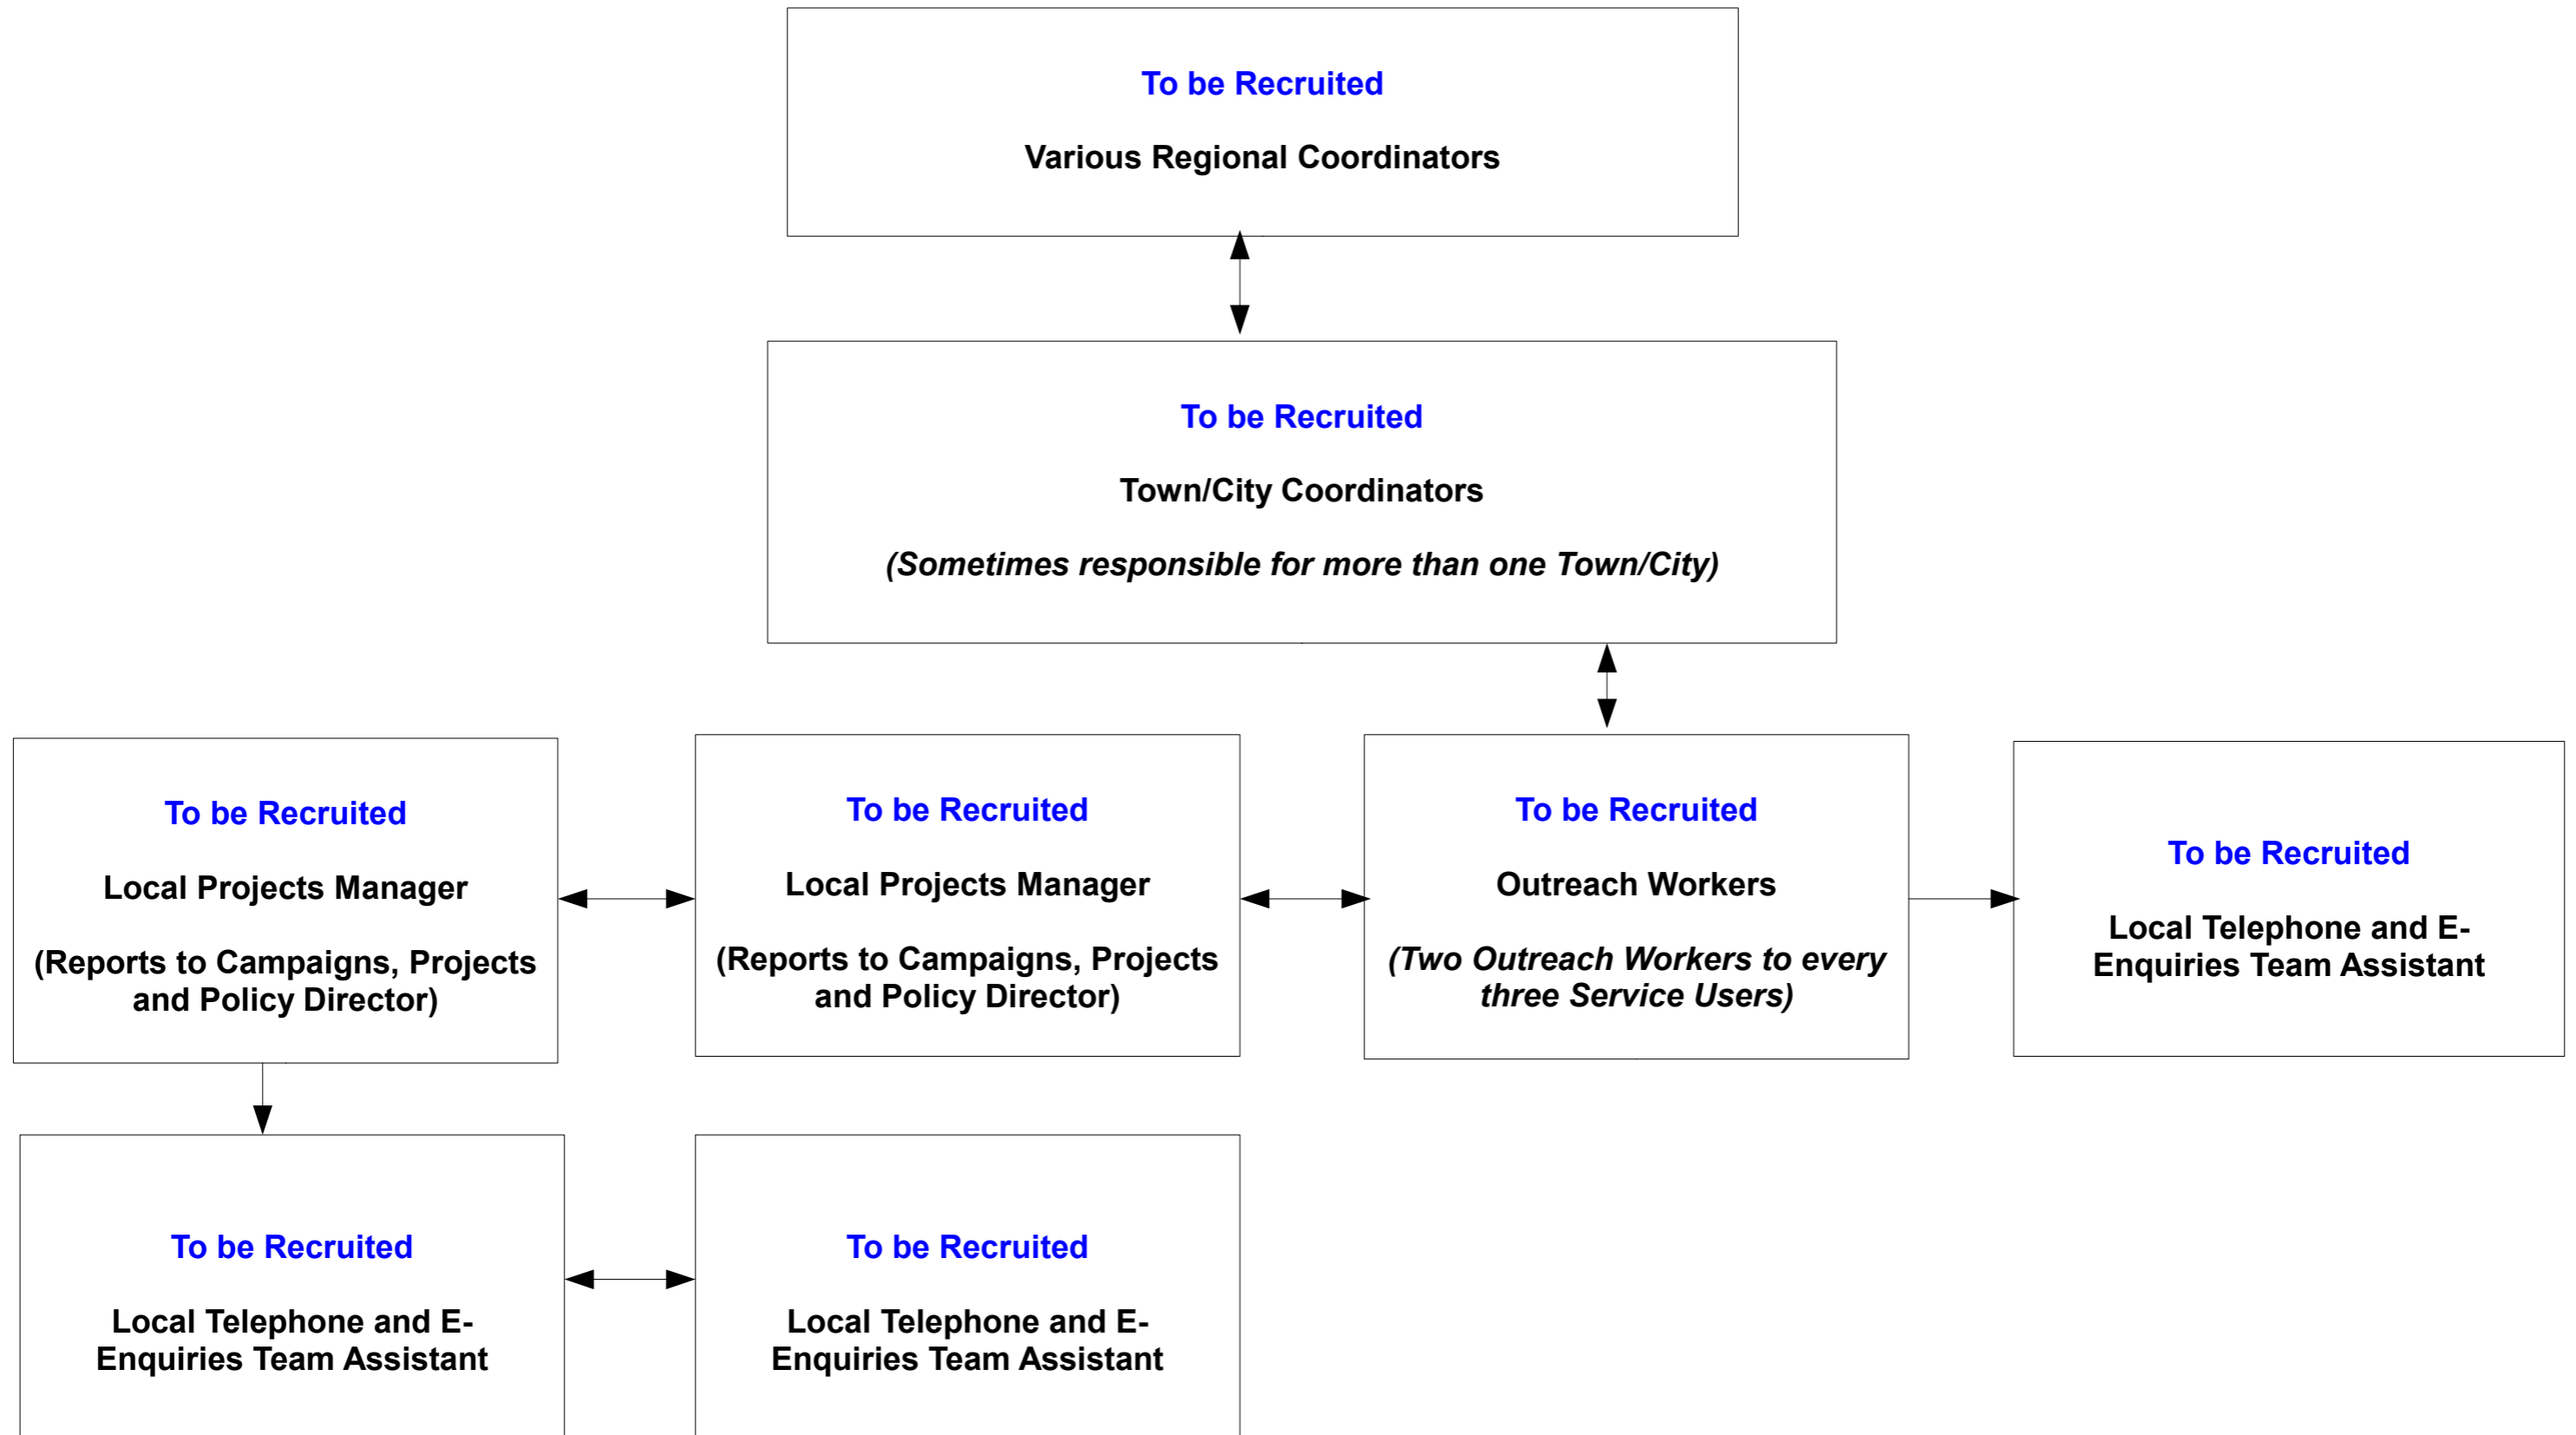 To be Recruited
Various Regional Coordinators
To be Recruited
Town/City Coordinators
(Sometimes responsible for more than one Town/City)
To be Recruited
Local Projects Manager
(Reports to Campaigns, Projects
and Policy Director)
To be Recruited
Local Projects Manager
(Reports to Campaigns, Projects
and Policy Director)
To be Recruited
Outreach Workers
(Two Outreach Workers to every
three Service Users)
To be Recruited
Local Telephone and E-
Enquiries Team Assistant
To be Recruited
Local Telephone and E-
Enquiries Team Assistant
To be Recruited
Local Telephone and E-
Enquiries Team Assistant